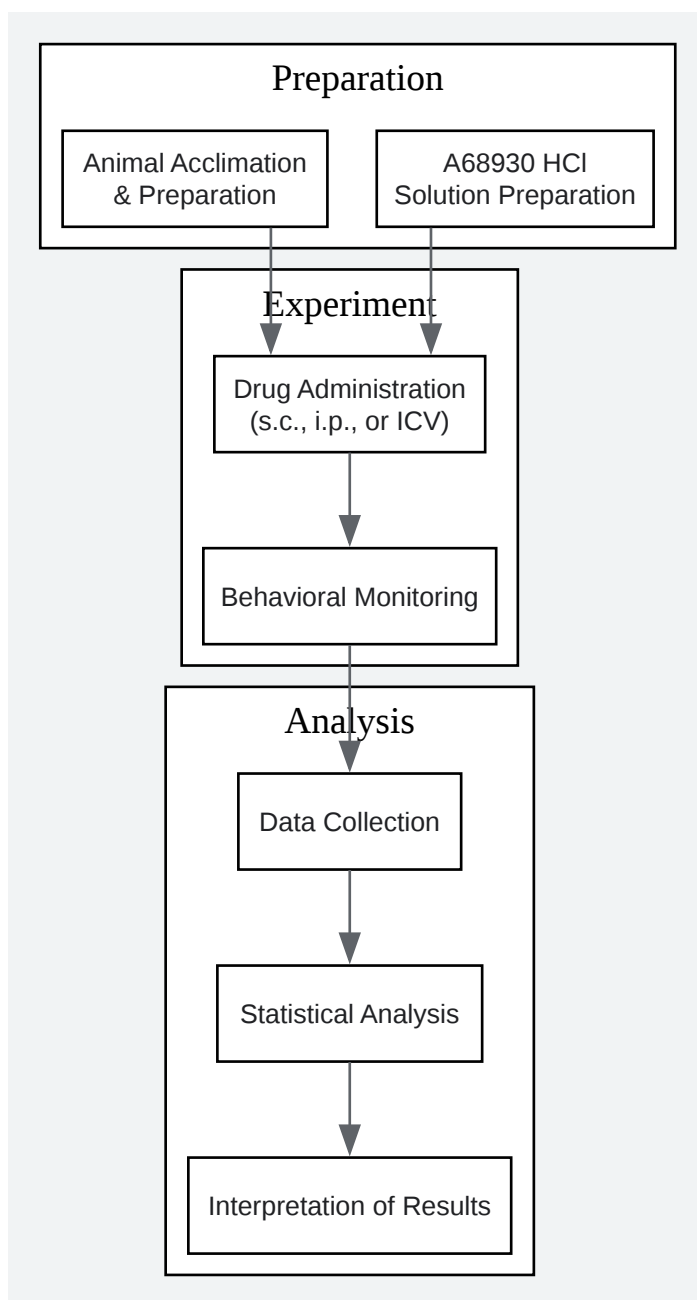 Preparation
Animal Acclimation
& Preparation
A68930 HCl
Solution Preparation
Experiment
Drug Administration
(s.c., i.p., or ICV)
Behavioral Monitoring
Analysis
Data Collection
Statistical Analysis
Interpretation of Results